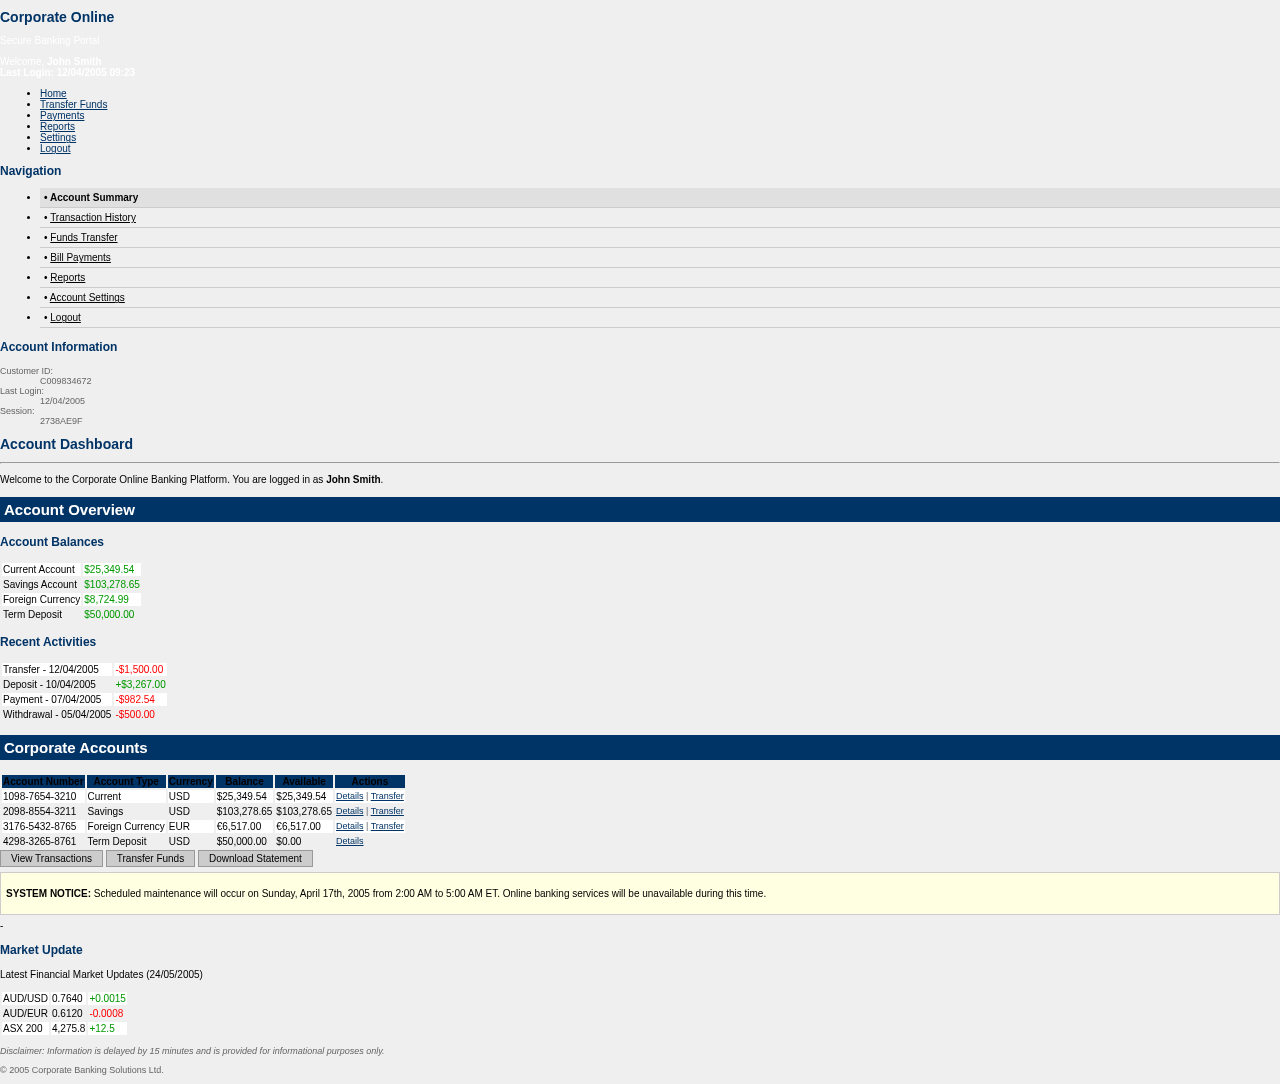 Corporate Online
Secure Banking Portal
Welcome, John Smith
Last Login: 12/04/2005 09:23
• Home
• Transfer Funds
• Payments
• Reports
• Settings
• Logout
Navigation
• • Account Summary
• • Transaction History
• • Funds Transfer
• • Bill Payments
• • Reports
• • Account Settings
• • Logout
Account Information
Customer ID:
C009834672
Last Login:
12/04/2005
Session:
2738AE9F
Account Dashboard
Welcome to the Corporate Online Banking Platform. You are logged in as John Smith.
Account Overview
Account Balances
Current Account $25,349.54
Savings Account $103,278.65
Foreign Currency $8,724.99
Term Deposit $50,000.00
Recent Activities
Transfer - 12/04/2005 -$1,500.00
Deposit - 10/04/2005 +$3,267.00
Payment - 07/04/2005 -$982.54
Withdrawal - 05/04/2005 -$500.00
Corporate Accounts
Account Number Account Type Currency Balance Available Actions
1098-7654-3210 Current USD $25,349.54 $25,349.54 Details | Transfer
2098-8554-3211 Savings USD $103,278.65 $103,278.65 Details | Transfer
3176-5432-8765 Foreign Currency EUR €6,517.00 €6,517.00 Details | Transfer
4298-3265-8761 Term Deposit USD $50,000.00 $0.00 Details
View Transactions Transfer Funds Download Statement
SYSTEM NOTICE: Scheduled maintenance will occur on Sunday, April 17th, 2005 from 2:00 AM to 5:00 AM ET. Online banking services will be unavailable during this time.
-
Market Update
Latest Financial Market Updates (24/05/2005)
AUD/USD 0.7640 +0.0015
AUD/EUR 0.6120 -0.0008
ASX 200 4,275.8 +12.5
Disclaimer: Information is delayed by 15 minutes and is provided for informational purposes only.
© 2005 Corporate Banking Solutions Ltd.